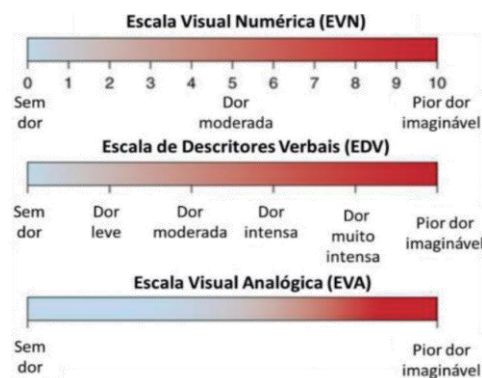 Escala Visual Numérica (EVN)
0 1 2 3 4 5 6 7 8 9 10
Sem dor
Dor moderada
Pior dor imaginável
Escala de Descritores Verbais (EDV)
Sem dor
Dor leve
Dor moderada
Dor intensa
Dor muito intensa
Pior dor imaginável
Escala Visual Analógica (EVA)
Sem dor
Pior dor imaginável